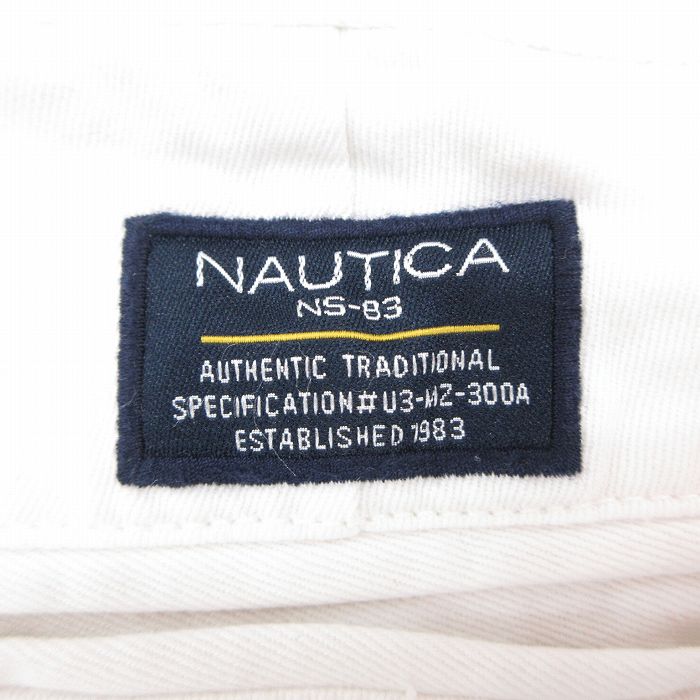 NAUTICA
NS-83
AUTHENTIC TRADITIONAL
SPECIFICATION#U3-MZ-300A
ESTABLISHED 1983